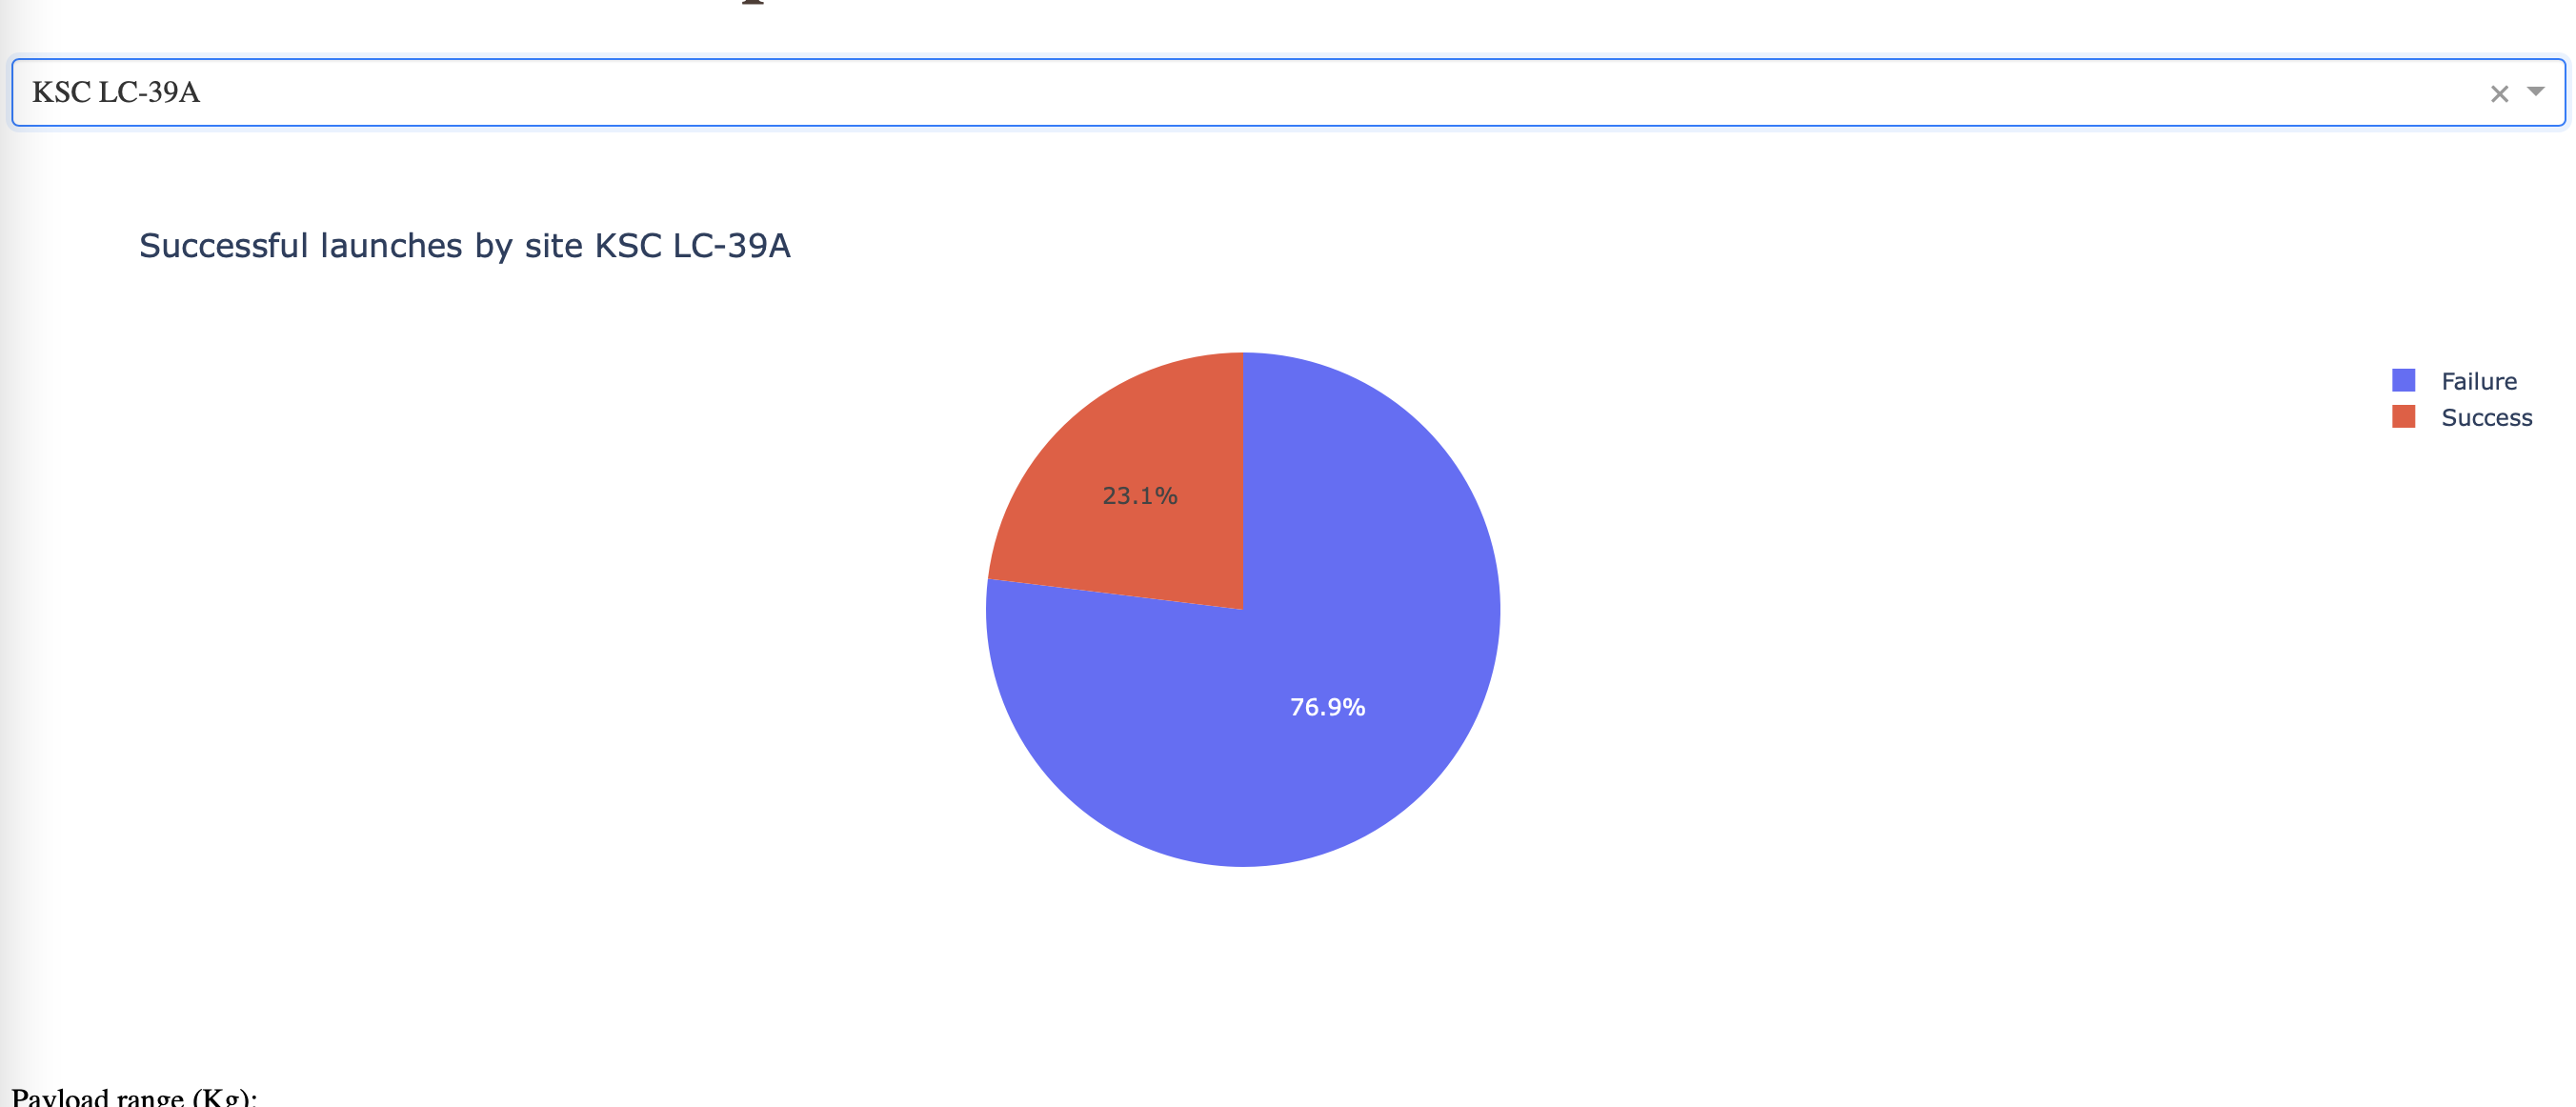 KSC LC-39A
Successful launches by site KSC LC-39A
Failure
Success
23.1%
76.9%
Payload range (Kg):